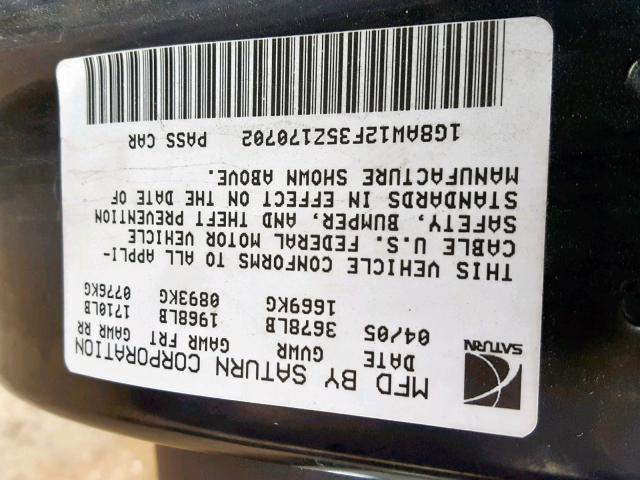 MFD BY SATURN CORPORATION
DATE GVWR GAWR FRT GAWR RR
04/05 3678LB 1968LB 1710LB
1669KG 0893KG 0776KG
SATURN
THIS VEHICLE CONFORMS TO ALL APPLI-
CABLE U.S. FEDERAL MOTOR VEHICLE
SAFETY, BUMPER, AND THEFT PREVENTION
STANDARDS IN EFFECT ON THE DATE OF
MANUFACTURE SHOWN ABOVE.
1G8AW12F35Z170702 PASS CAR